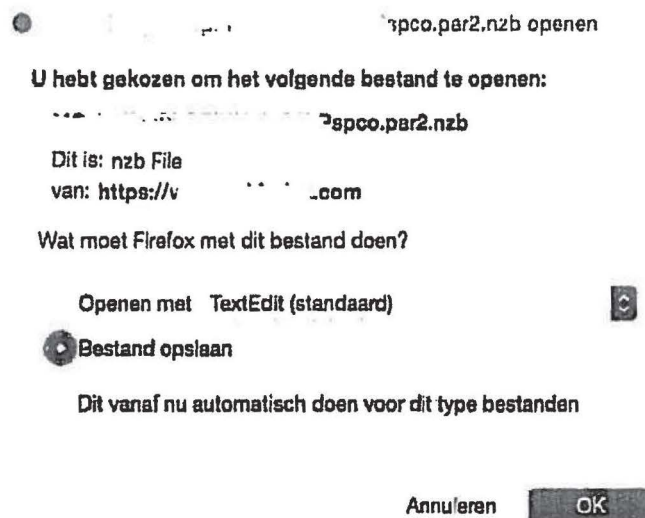 spco.par2.nzb openen
U hebt gekozen om het volgende bestand te openen:
spco.par2.nzb
Dit is: nzb File
van: https:// .com
Wat moet Firefox met dit bestand doen?
Openen met TextEdit (standaard)
Bestand opslaan
Dit vanaf nu automatisch doen voor dit type bestanden
Annuleren OK